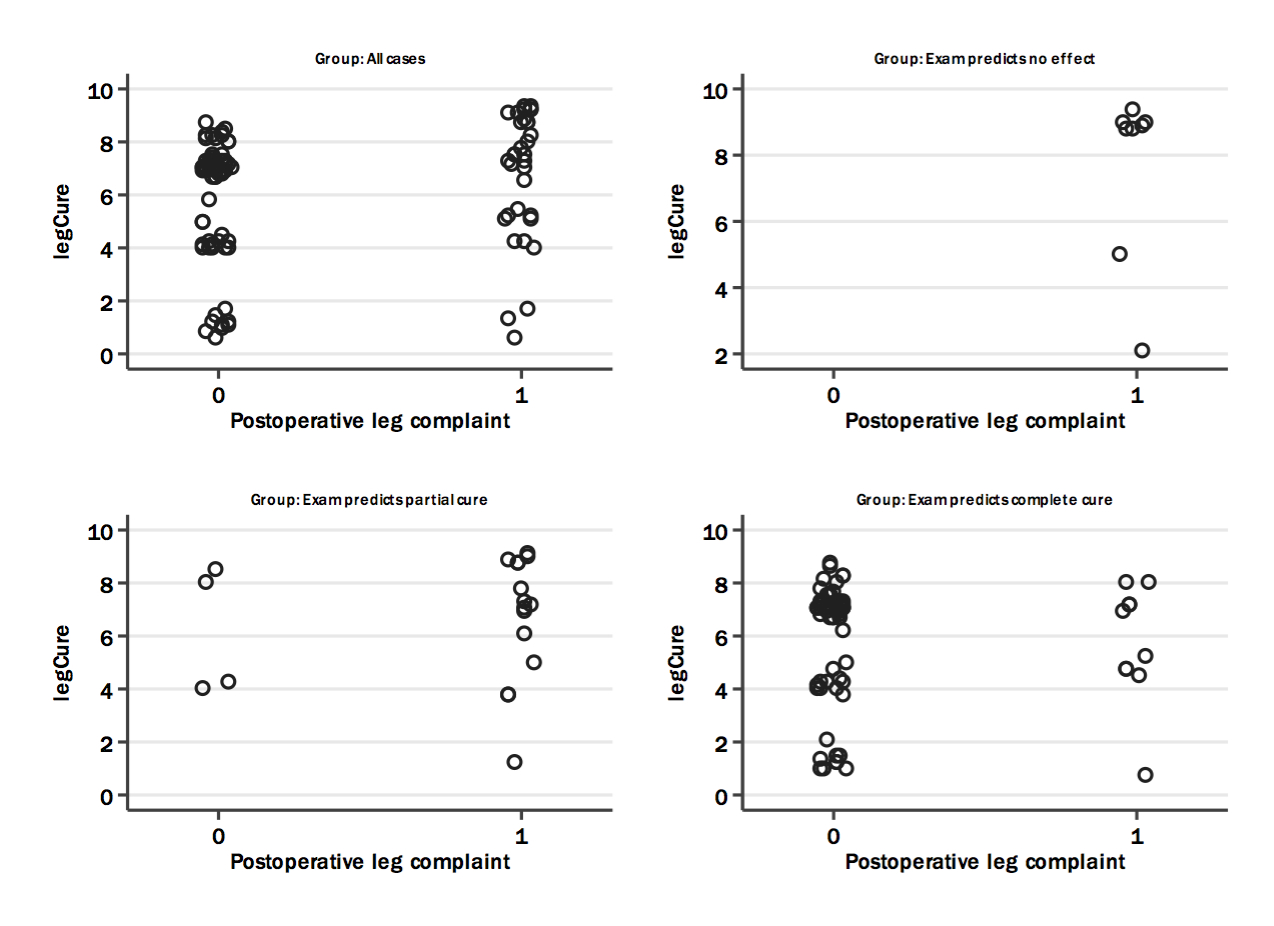 Group: All cases
10
8
6
4
2
0
legCure
0 1
Postoperative leg complaint
Group: Exam predicts no effect
10
8
6
4
2
legCure
0 1
Postoperative leg complaint
Group: Exam predicts partial cure
10
8
6
4
2
0
legCure
0 1
Postoperative leg complaint
Group: Exam predicts complete cure
10
8
6
4
2
0
legCure
0 1
Postoperative leg complaint